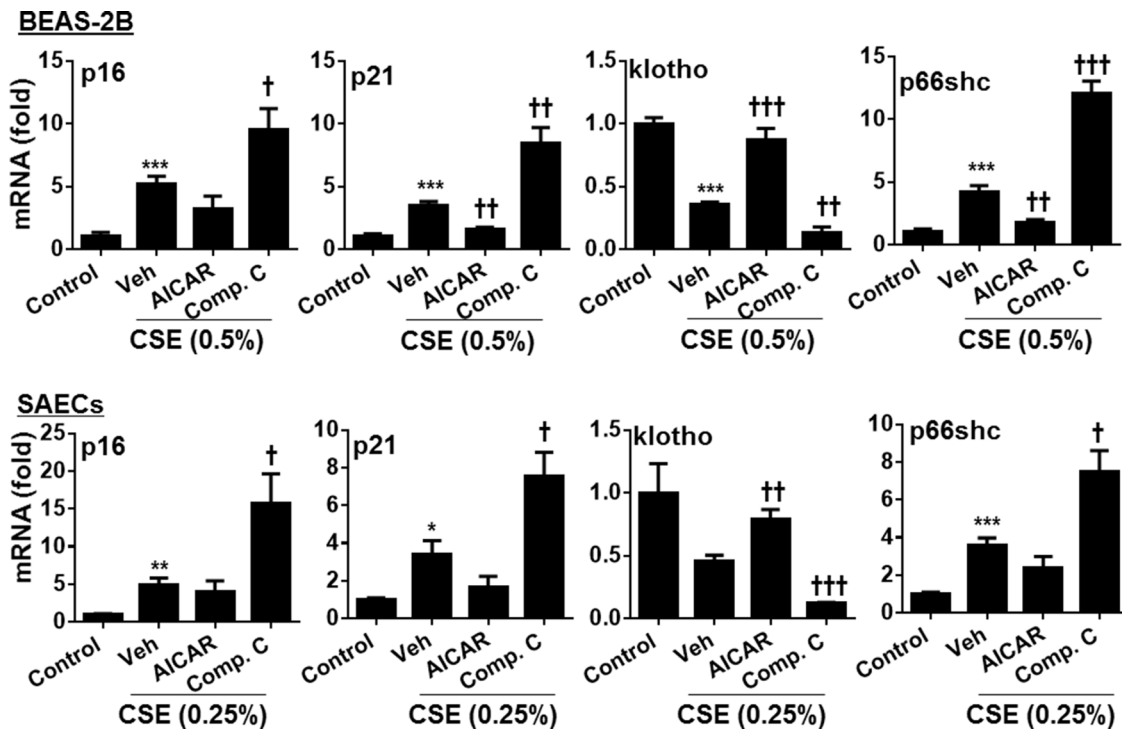 BEAS-2B
p16
mRNA (fold)
15
10
5
0
***
†
Control
Veh
AICAR
Comp. C
CSE (0.5%)
p21
15
10
5
0
***
††
††
Control
Veh
AICAR
Comp. C
CSE (0.5%)
klotho
1.5
1.0
0.5
0.0
***
†††
††
Control
Veh
AICAR
Comp. C
CSE (0.5%)
p66shc
15
10
5
0
***
††
†††
Control
Veh
AICAR
Comp. C
CSE (0.5%)
SAECs
p16
mRNA (fold)
25
20
15
10
5
0
**
†
Control
Veh
AICAR
Comp. C
CSE (0.25%)
p21
10
8
6
4
2
0
*
†
Control
Veh
AICAR
Comp. C
CSE (0.25%)
klotho
1.5
1.0
0.5
0.0
††
†††
Control
Veh
AICAR
Comp. C
CSE (0.25%)
p66shc
10
8
6
4
2
0
***
†
Control
Veh
AICAR
Comp. C
CSE (0.25%)